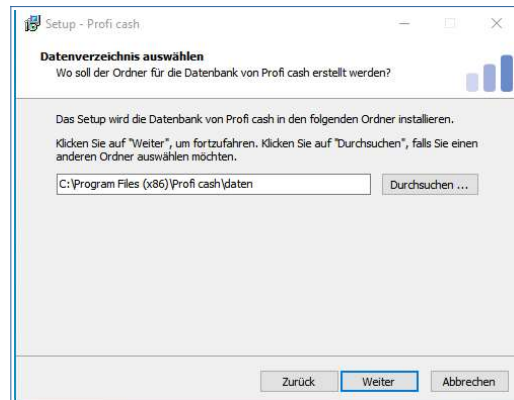 Setup - Profi cash
Datenverzeichnis auswählen
Wo soll der Ordner für die Datenbank von Profi cash erstellt werden?
Das Setup wird die Datenbank von Profi cash in den folgenden Ordner installieren.
Klicken Sie auf "Weiter", um fortzufahren. Klicken Sie auf "Durchsuchen", falls Sie einen
anderen Ordner auswählen möchten.
C:\Program Files (x86)\Profi cash\daten
Durchsuchen ...
Zurück
Weiter
Abbrechen